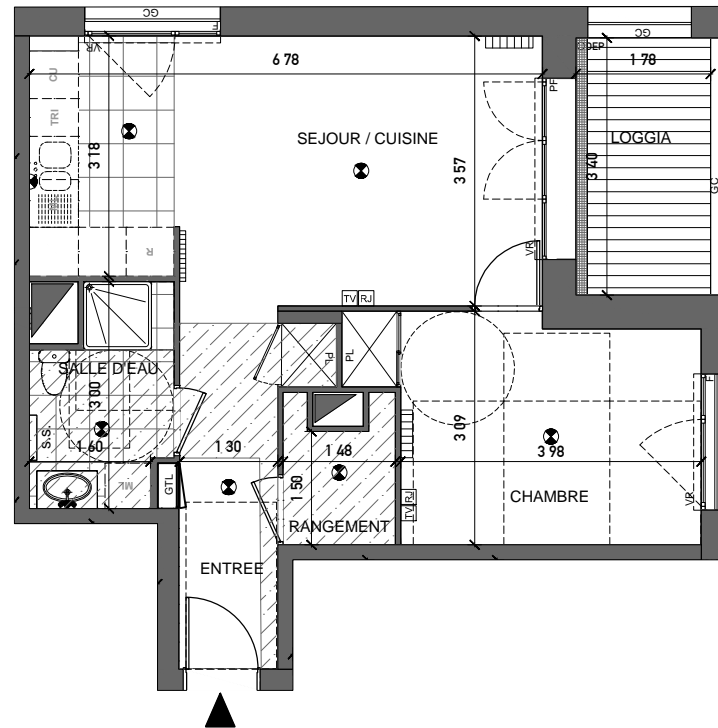 GC
F
GC
VR
ODEP
CU
6 78
1 78
PF
TRI
SEJOUR / CUISINE
LOGGIA
3 18
3 57
3 40
GC
R
VR
TV RJ
PL
PL
SALLE D'EAU
F
3 00
3 09
s.s.
1 60
1 30
1 48
3 98
ML
GTL
1 50
TV RJ
CHAMBRE
VR
RANGEMENT
ENTREE